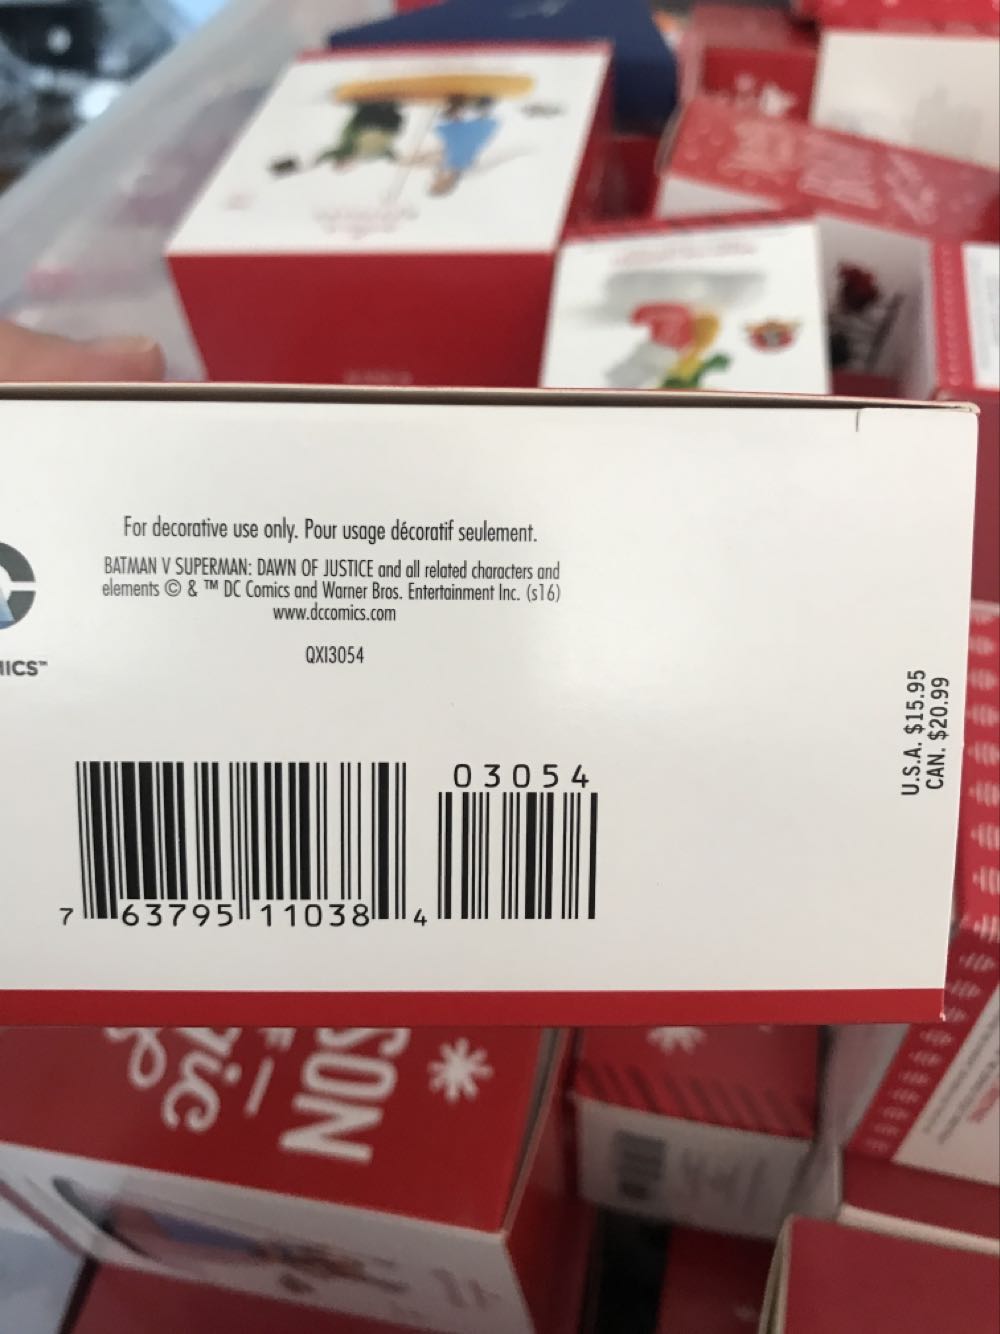 For decorative use only. Pour usage décoratif seulement.
BATMAN V SUPERMAN: DAWN OF JUSTICE and all related characters and
elements © & ™ DC Comics and Warner Bros. Entertainment Inc. (s16)
www.dccomics.com
QXI3054
MICS™
03054
7 63795 11038 4
U.S.A. $15.95
CAN. $20.99
SON